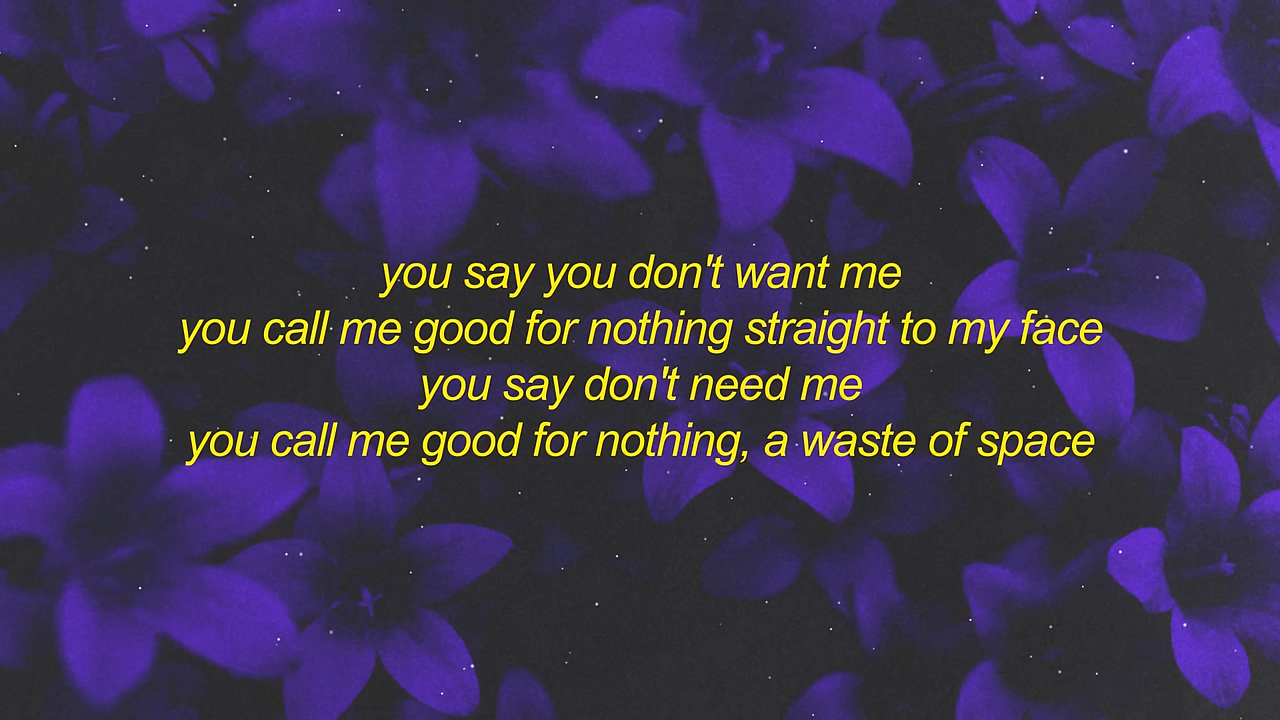 you say you don't want me
you call me good for nothing straight to my face
you say don't need me
you call me good for nothing, a waste of space